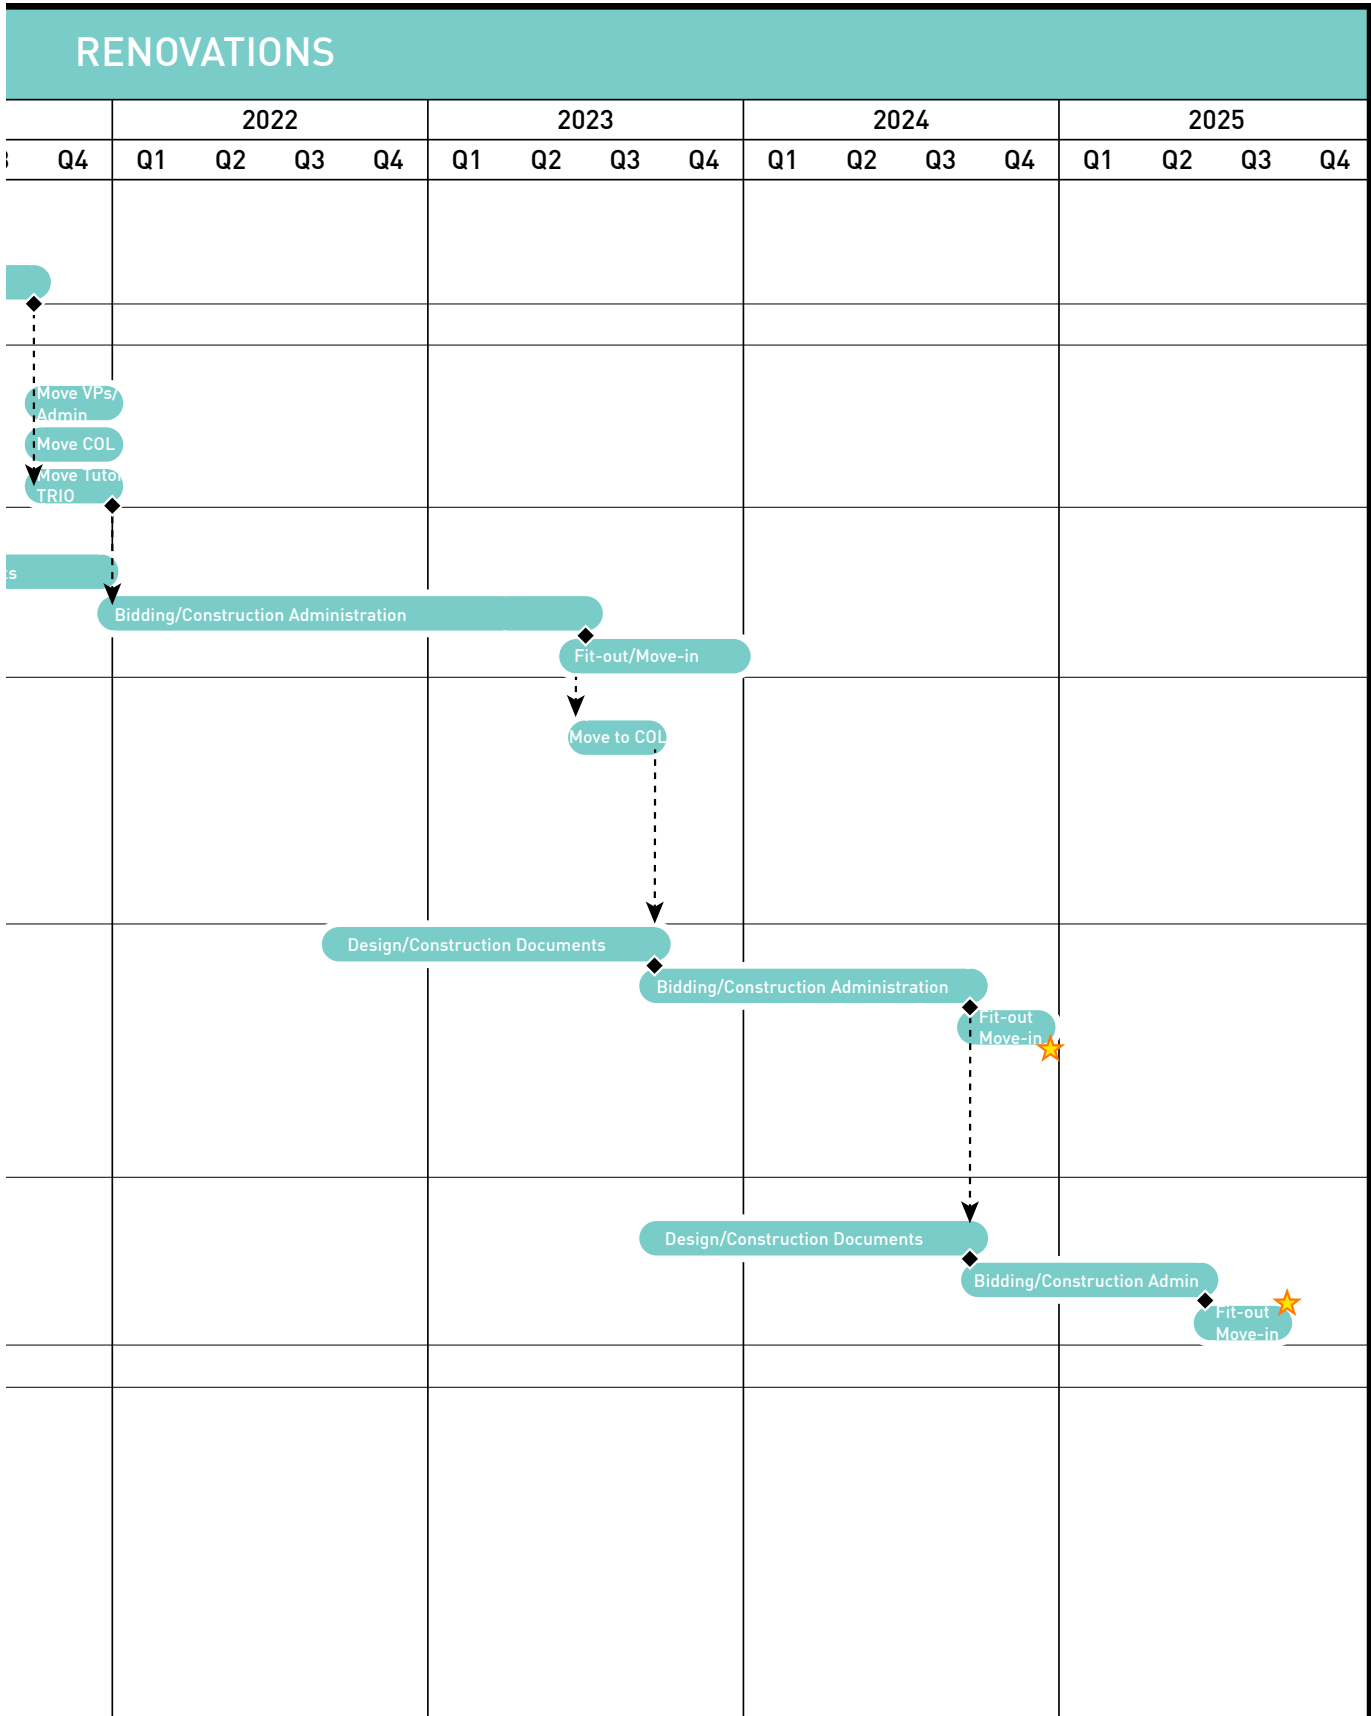 RENOVATIONS
2022 2023 2024 2025
Q4 Q1 Q2 Q3 Q4 Q1 Q2 Q3 Q4 Q1 Q2 Q3 Q4 Q1 Q2 Q3 Q4
Move VPs/
Admin
Move COL
Move Tutor
TRIO
Bidding/Construction Administration
Fit-out/Move-in
Move to COL
Design/Construction Documents
Bidding/Construction Administration
Fit-out
Move-in
Design/Construction Documents
Bidding/Construction Admin
Fit-out
Move-in